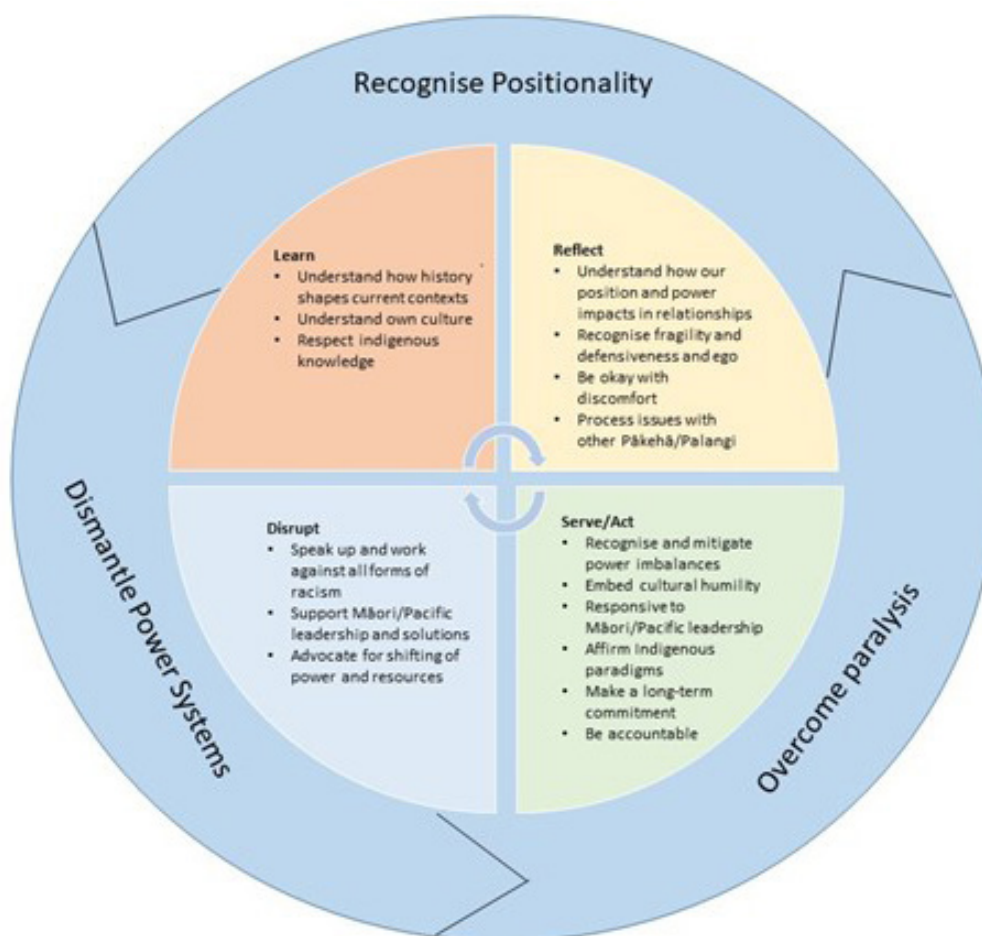 Recognise Positionality
Learn
• Understand how history
shapes current contexts
• Understand own culture
• Respect indigenous
knowledge
Reflect
• Understand how our
position and power
impacts in relationships
• Recognise fragility and
defensiveness and ego
• Be okay with
discomfort
• Process issues with
other Pākehā/Palangi
Disrupt
• Speak up and work
against all forms of
racism
• Support Māori/Pacific
leadership and solutions
• Advocate for shifting of
power and resources
Serve/Act
• Recognise and mitigate
power imbalances
• Embed cultural humility
• Responsive to
Māori/Pacific leadership
• Affirm Indigenous
paradigms
• Make a long-term
commitment
• Be accountable
Dismantle Power Systems
Overcome paralysis